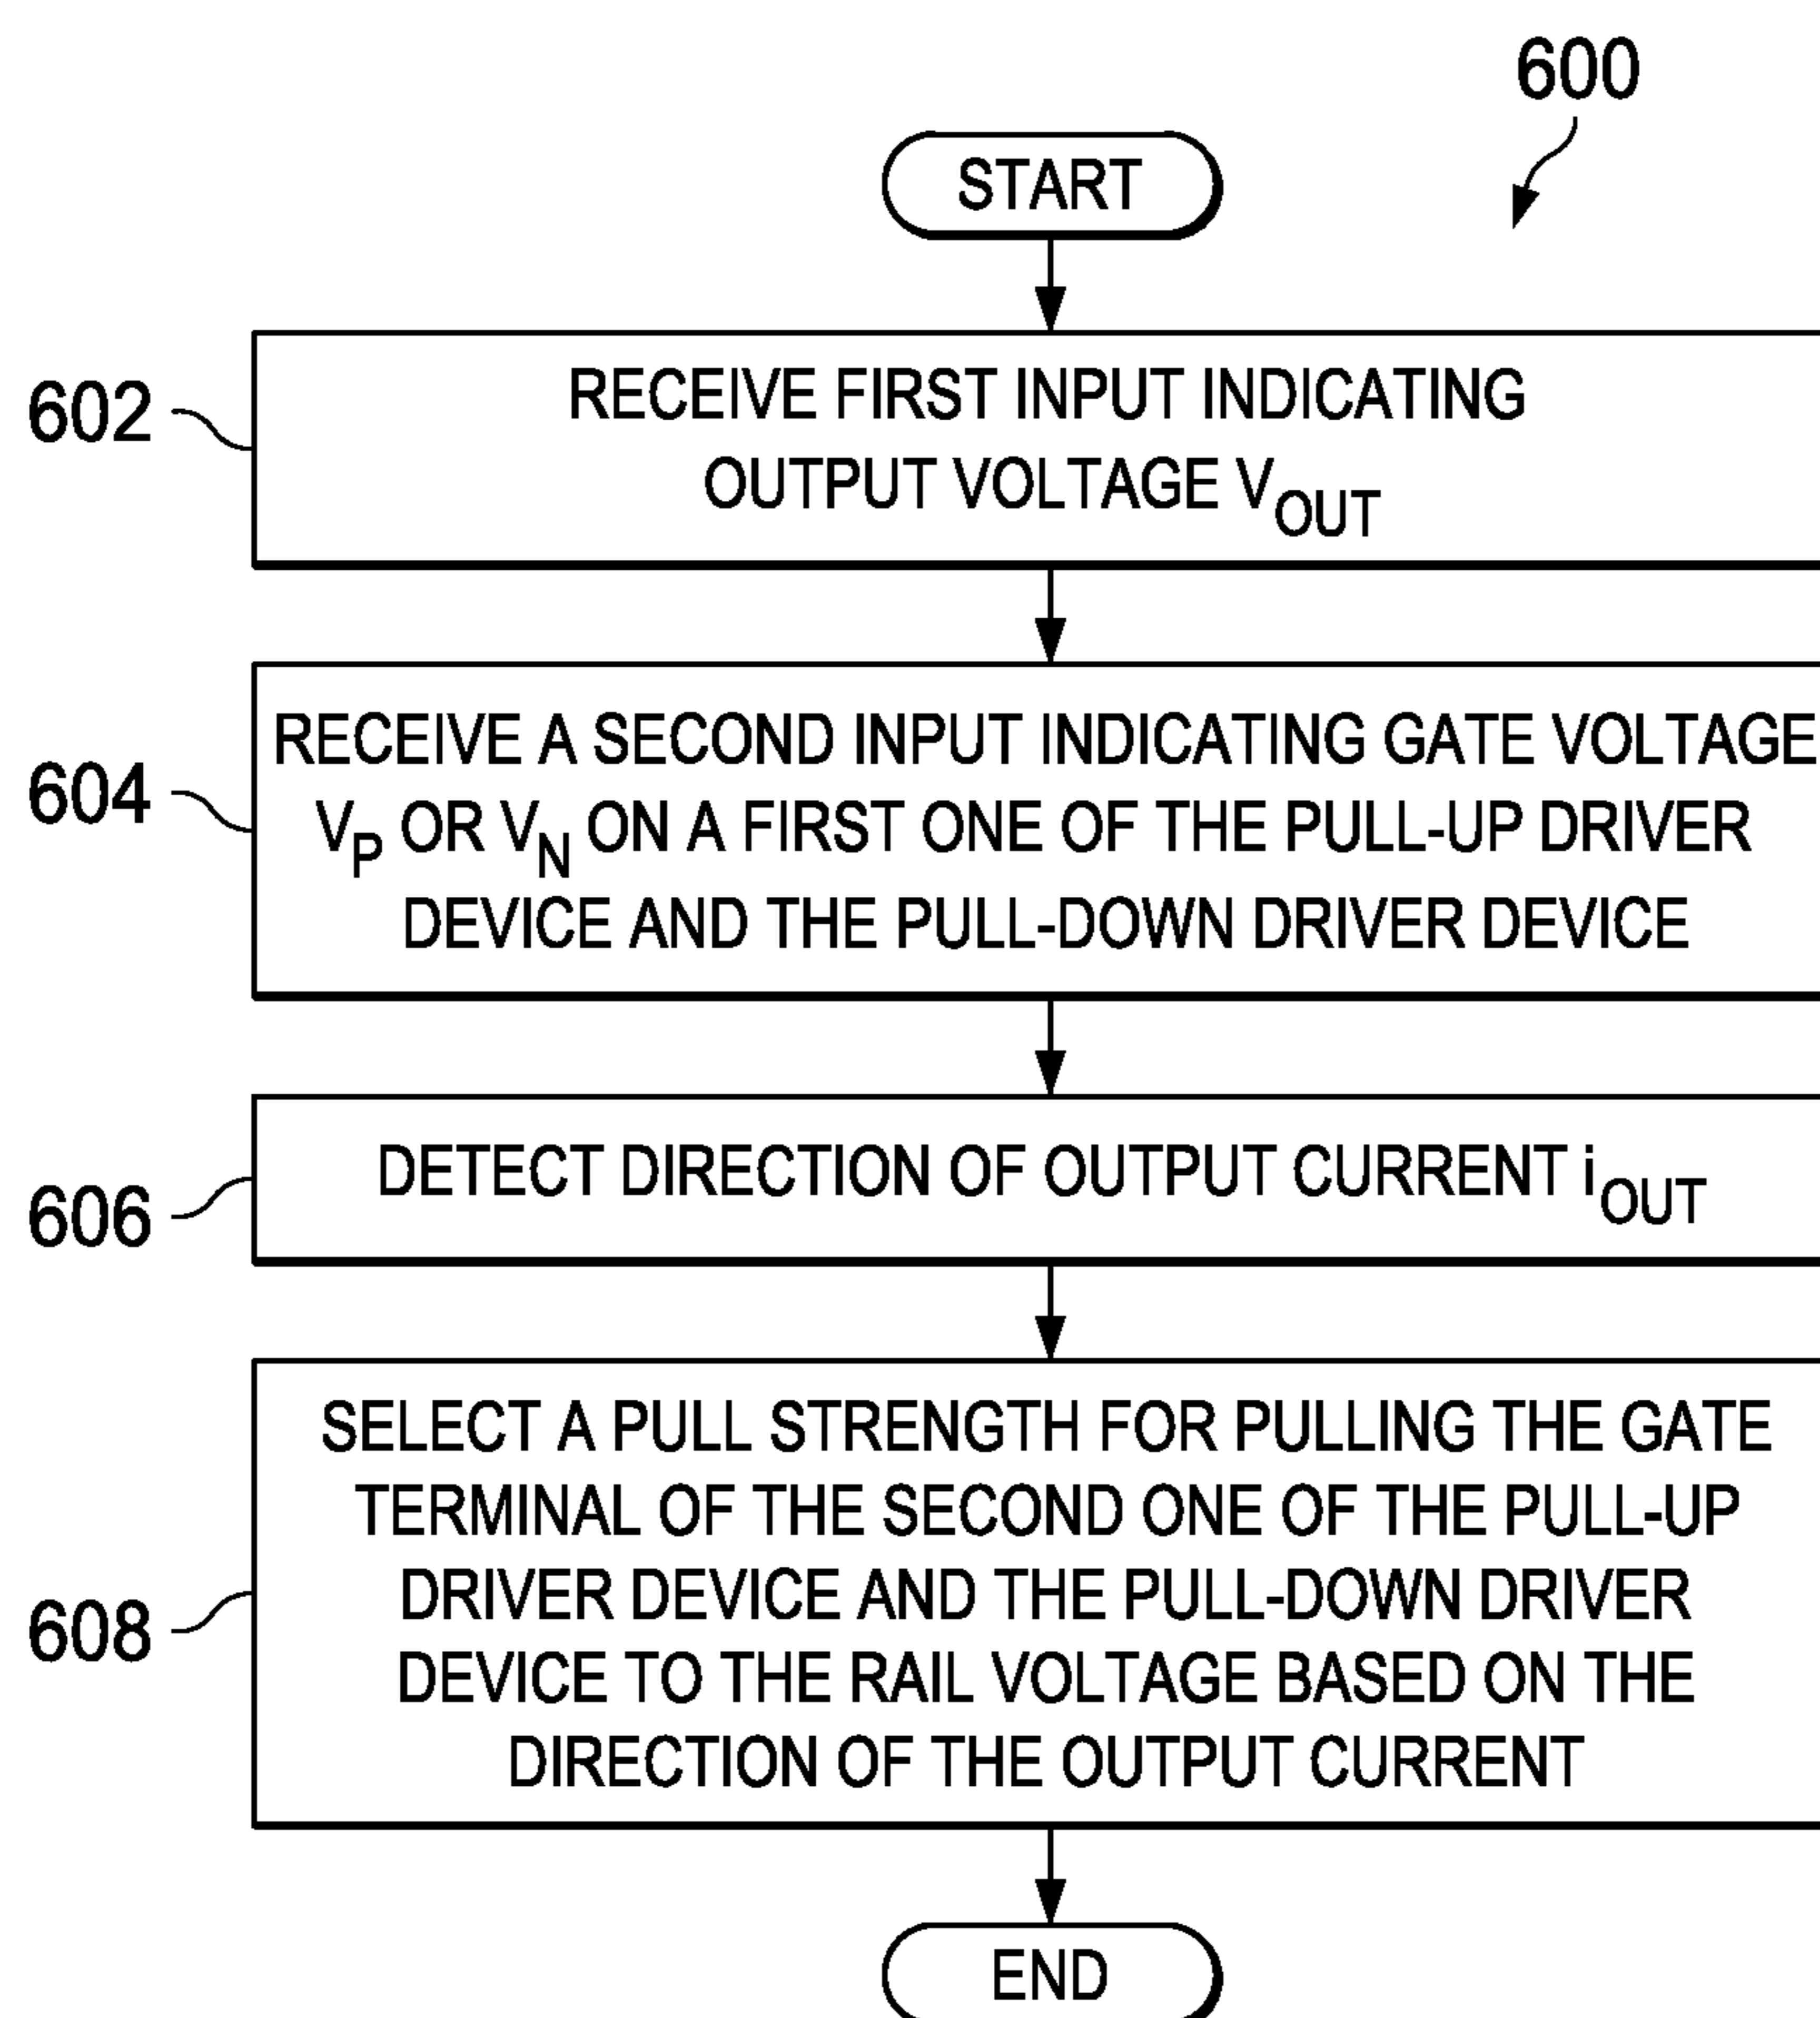 600
START
602
RECEIVE FIRST INPUT INDICATING
OUTPUT VOLTAGE VOUT
604
RECEIVE A SECOND INPUT INDICATING GATE VOLTAGE
VP OR VN ON A FIRST ONE OF THE PULL-UP DRIVER
DEVICE AND THE PULL-DOWN DRIVER DEVICE
606
DETECT DIRECTION OF OUTPUT CURRENT iOUT
608
SELECT A PULL STRENGTH FOR PULLING THE GATE
TERMINAL OF THE SECOND ONE OF THE PULL-UP
DRIVER DEVICE AND THE PULL-DOWN DRIVER
DEVICE TO THE RAIL VOLTAGE BASED ON THE
DIRECTION OF THE OUTPUT CURRENT
END